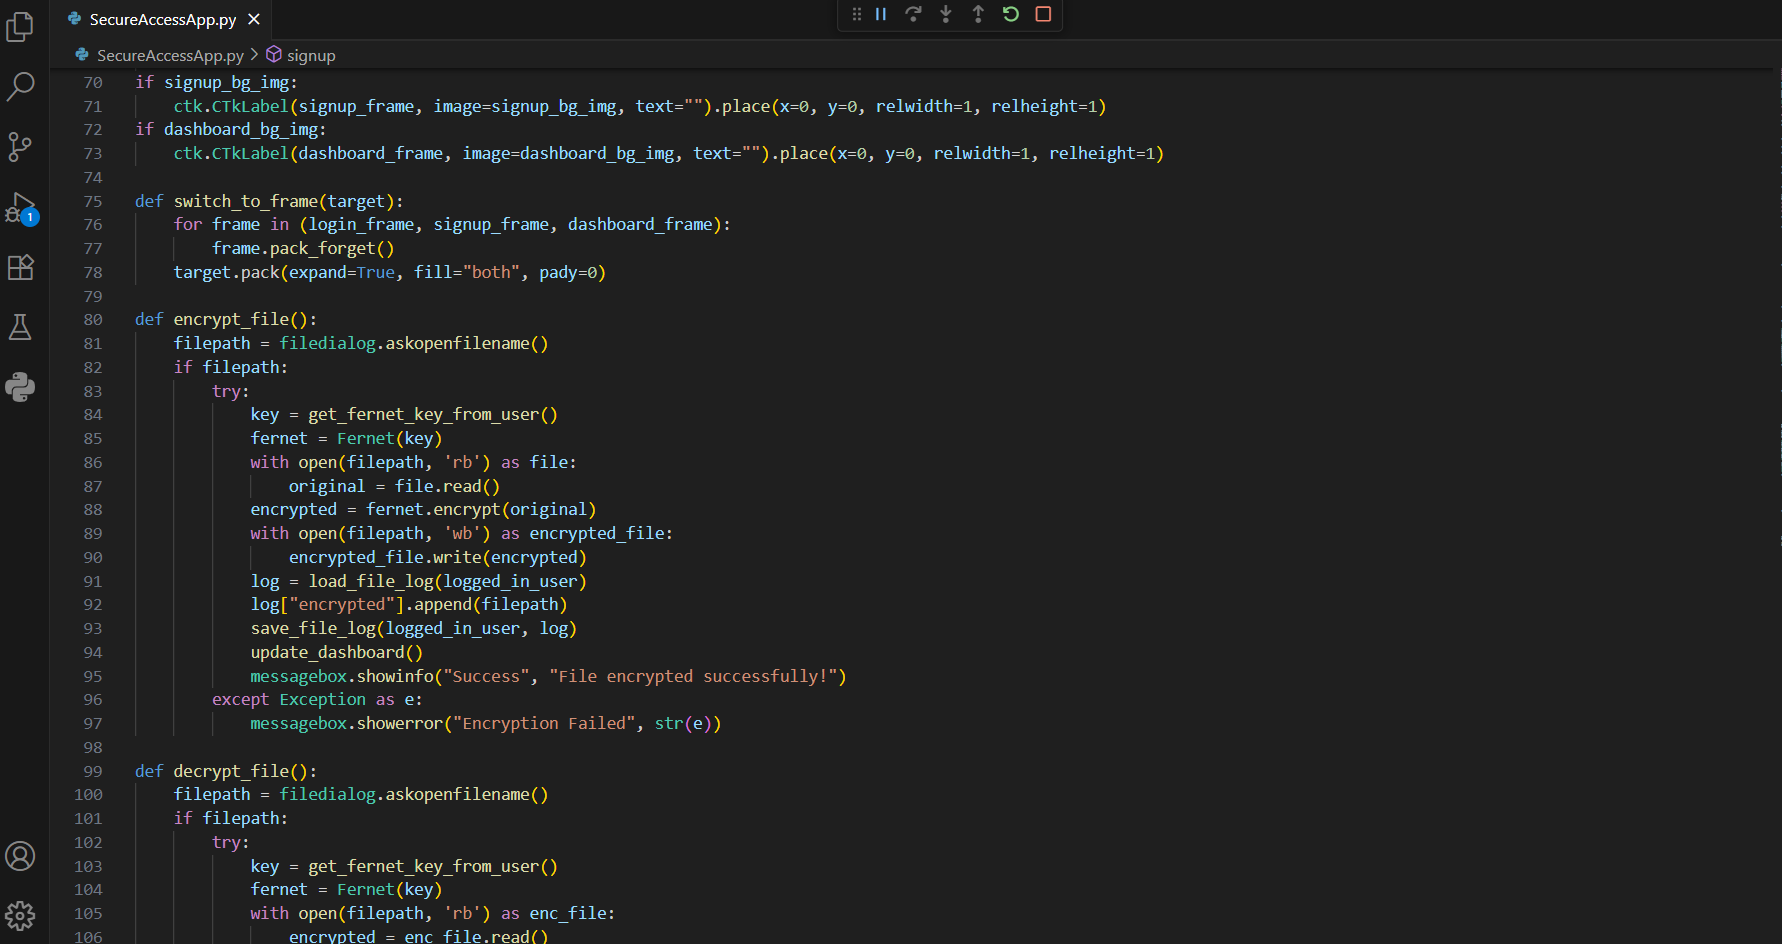 SecureAccessApp.py
SecureAccessApp.py > signup
70 if signup_bg_img:
71     ctk.CTkLabel(signup_frame, image=signup_bg_img, text="").place(x=0, y=0, relwidth=1, relheight=1)
72 if dashboard_bg_img:
73     ctk.CTkLabel(dashboard_frame, image=dashboard_bg_img, text="").place(x=0, y=0, relwidth=1, relheight=1)
74
75 def switch_to_frame(target):
76     for frame in (login_frame, signup_frame, dashboard_frame):
77         frame.pack_forget()
78     target.pack(expand=True, fill="both", pady=0)
79
80 def encrypt_file():
81     filepath = filedialog.askopenfilename()
82     if filepath:
83         try:
84             key = get_fernet_key_from_user()
85             fernet = Fernet(key)
86             with open(filepath, 'rb') as file:
87                 original = file.read()
88             encrypted = fernet.encrypt(original)
89             with open(filepath, 'wb') as encrypted_file:
90                 encrypted_file.write(encrypted)
91             log = load_file_log(logged_in_user)
92             log["encrypted"].append(filepath)
93             save_file_log(logged_in_user, log)
94             update_dashboard()
95             messagebox.showinfo("Success", "File encrypted successfully!")
96         except Exception as e:
97             messagebox.showerror("Encryption Failed", str(e))
98
99 def decrypt_file():
100     filepath = filedialog.askopenfilename()
101     if filepath:
102         try:
103             key = get_fernet_key_from_user()
104             fernet = Fernet(key)
105             with open(filepath, 'rb') as enc_file:
106                 encrypted = enc_file.read()
1